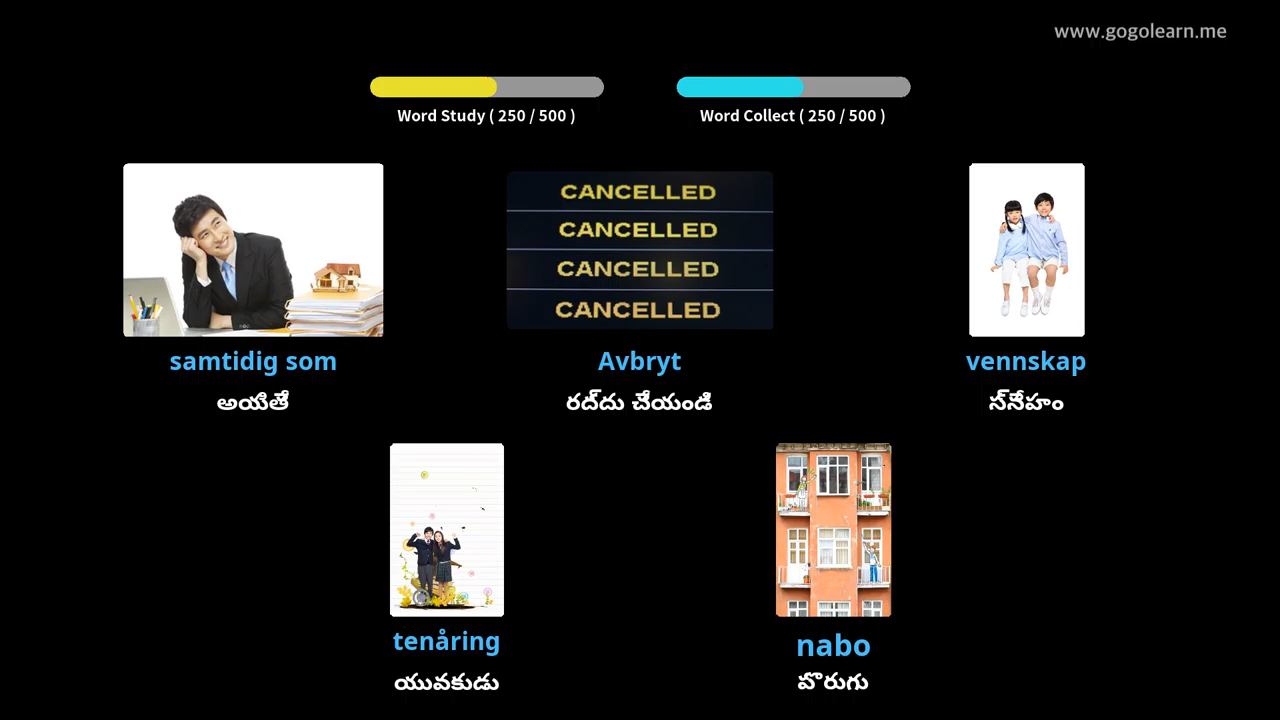 www.gogolearn.me
Word Study ( 250 / 500 )
Word Collect ( 250 / 500 )
CANCELLED
CANCELLED
CANCELLED
CANCELLED
samtidig som
Avbryt
vennskap
అయితే
రద్దు చేయండి
స్నేహం
tenåring
nabo
యువకుడు
పొరుగు